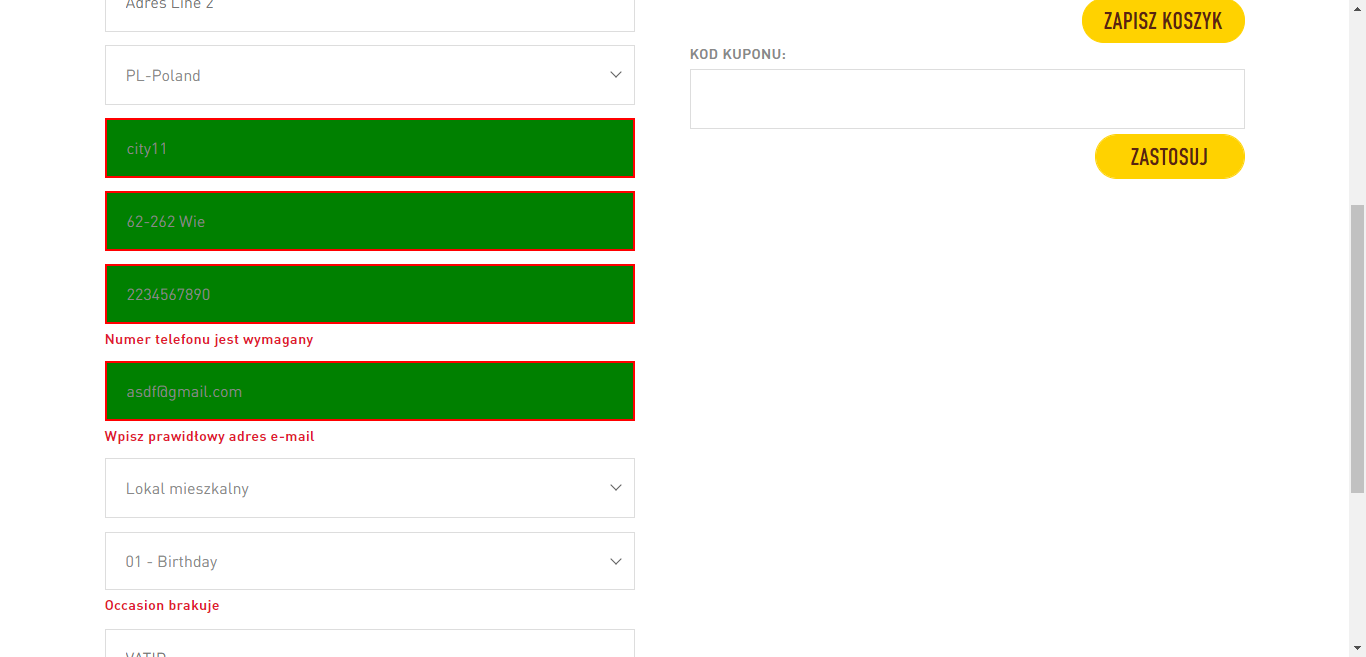 Adres Line 2
PL-Poland
city11
62-262 Wie
2234567890
Numer telefonu jest wymagany
asdf@gmail.com
Wpisz prawidłowy adres e-mail
Lokal mieszkalny
01 - Birthday
Occasion brakuje
VATID
ZAPISZ KOSZYK
KOD KUPONU:
ZASTOSUJ